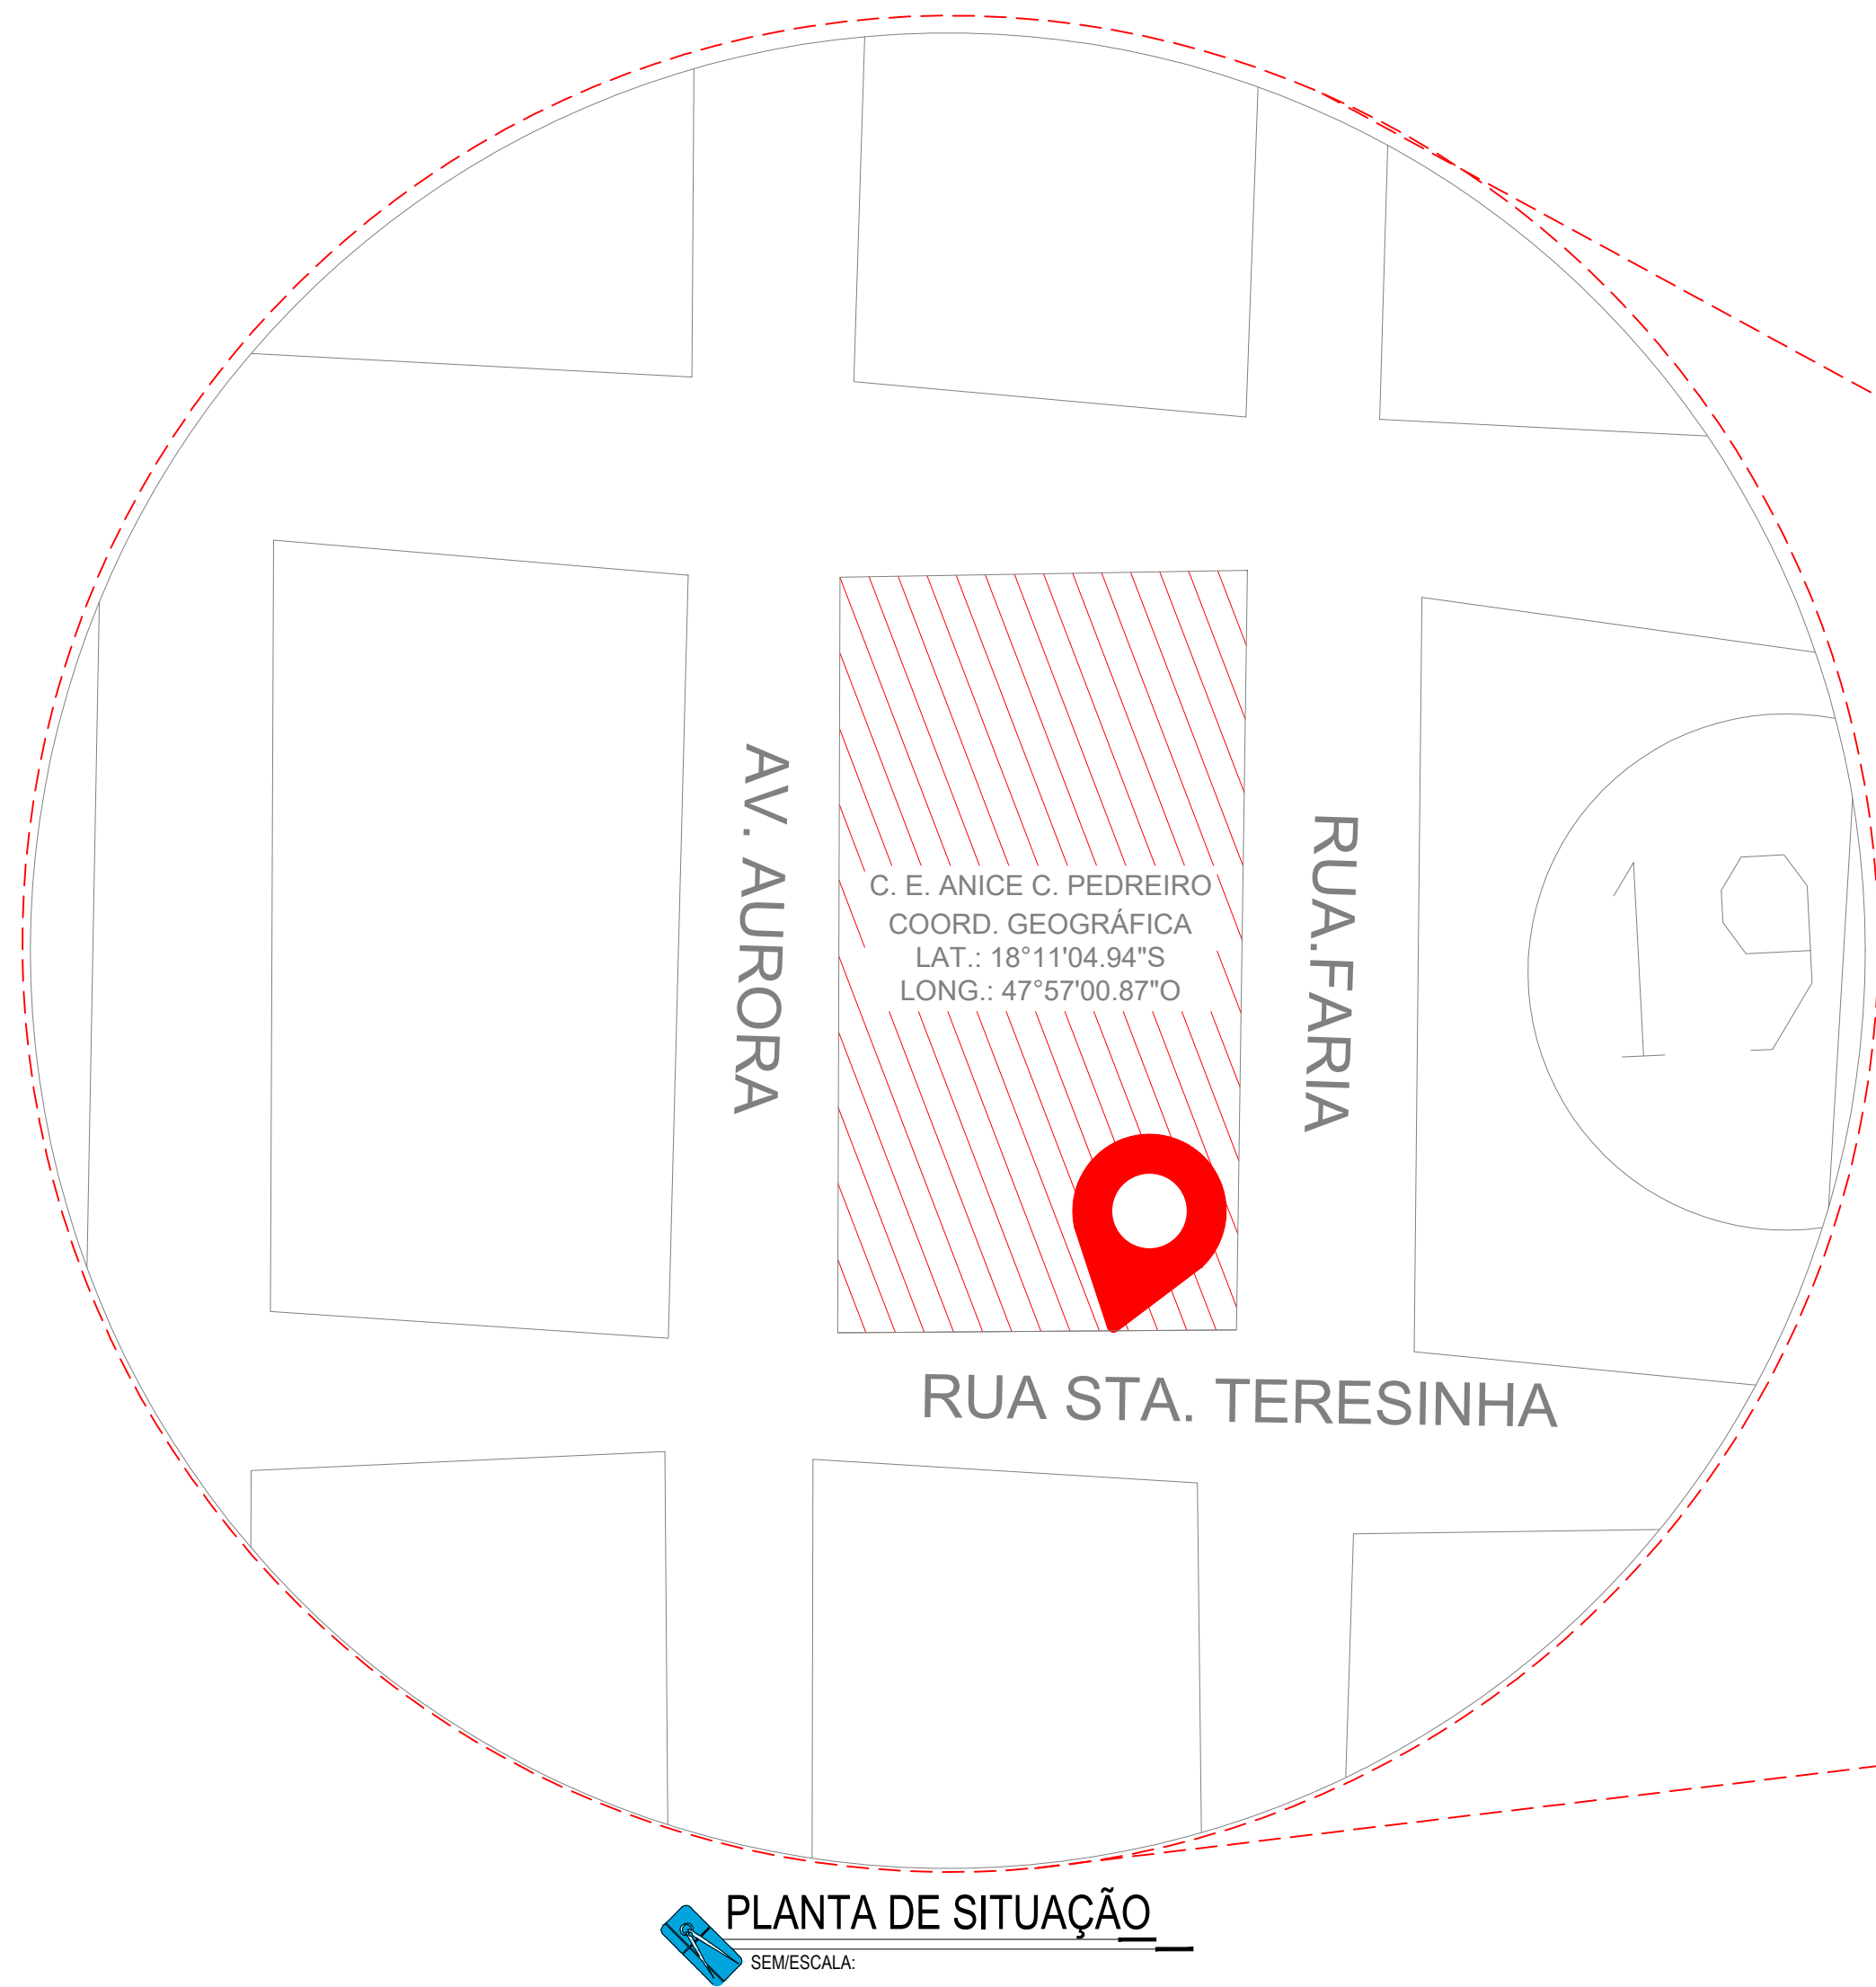 AV. AURORA
C. E. ANICE C. PEDREIRO
COORD. GEOGRÁFICA
LAT.: 18°11'04.94"S
LONG.: 47°57'00.87"O
RUA.FARIA
19
RUA STA. TERESINHA
PLANTA DE SITUAÇÃO
SEM/ESCALA: